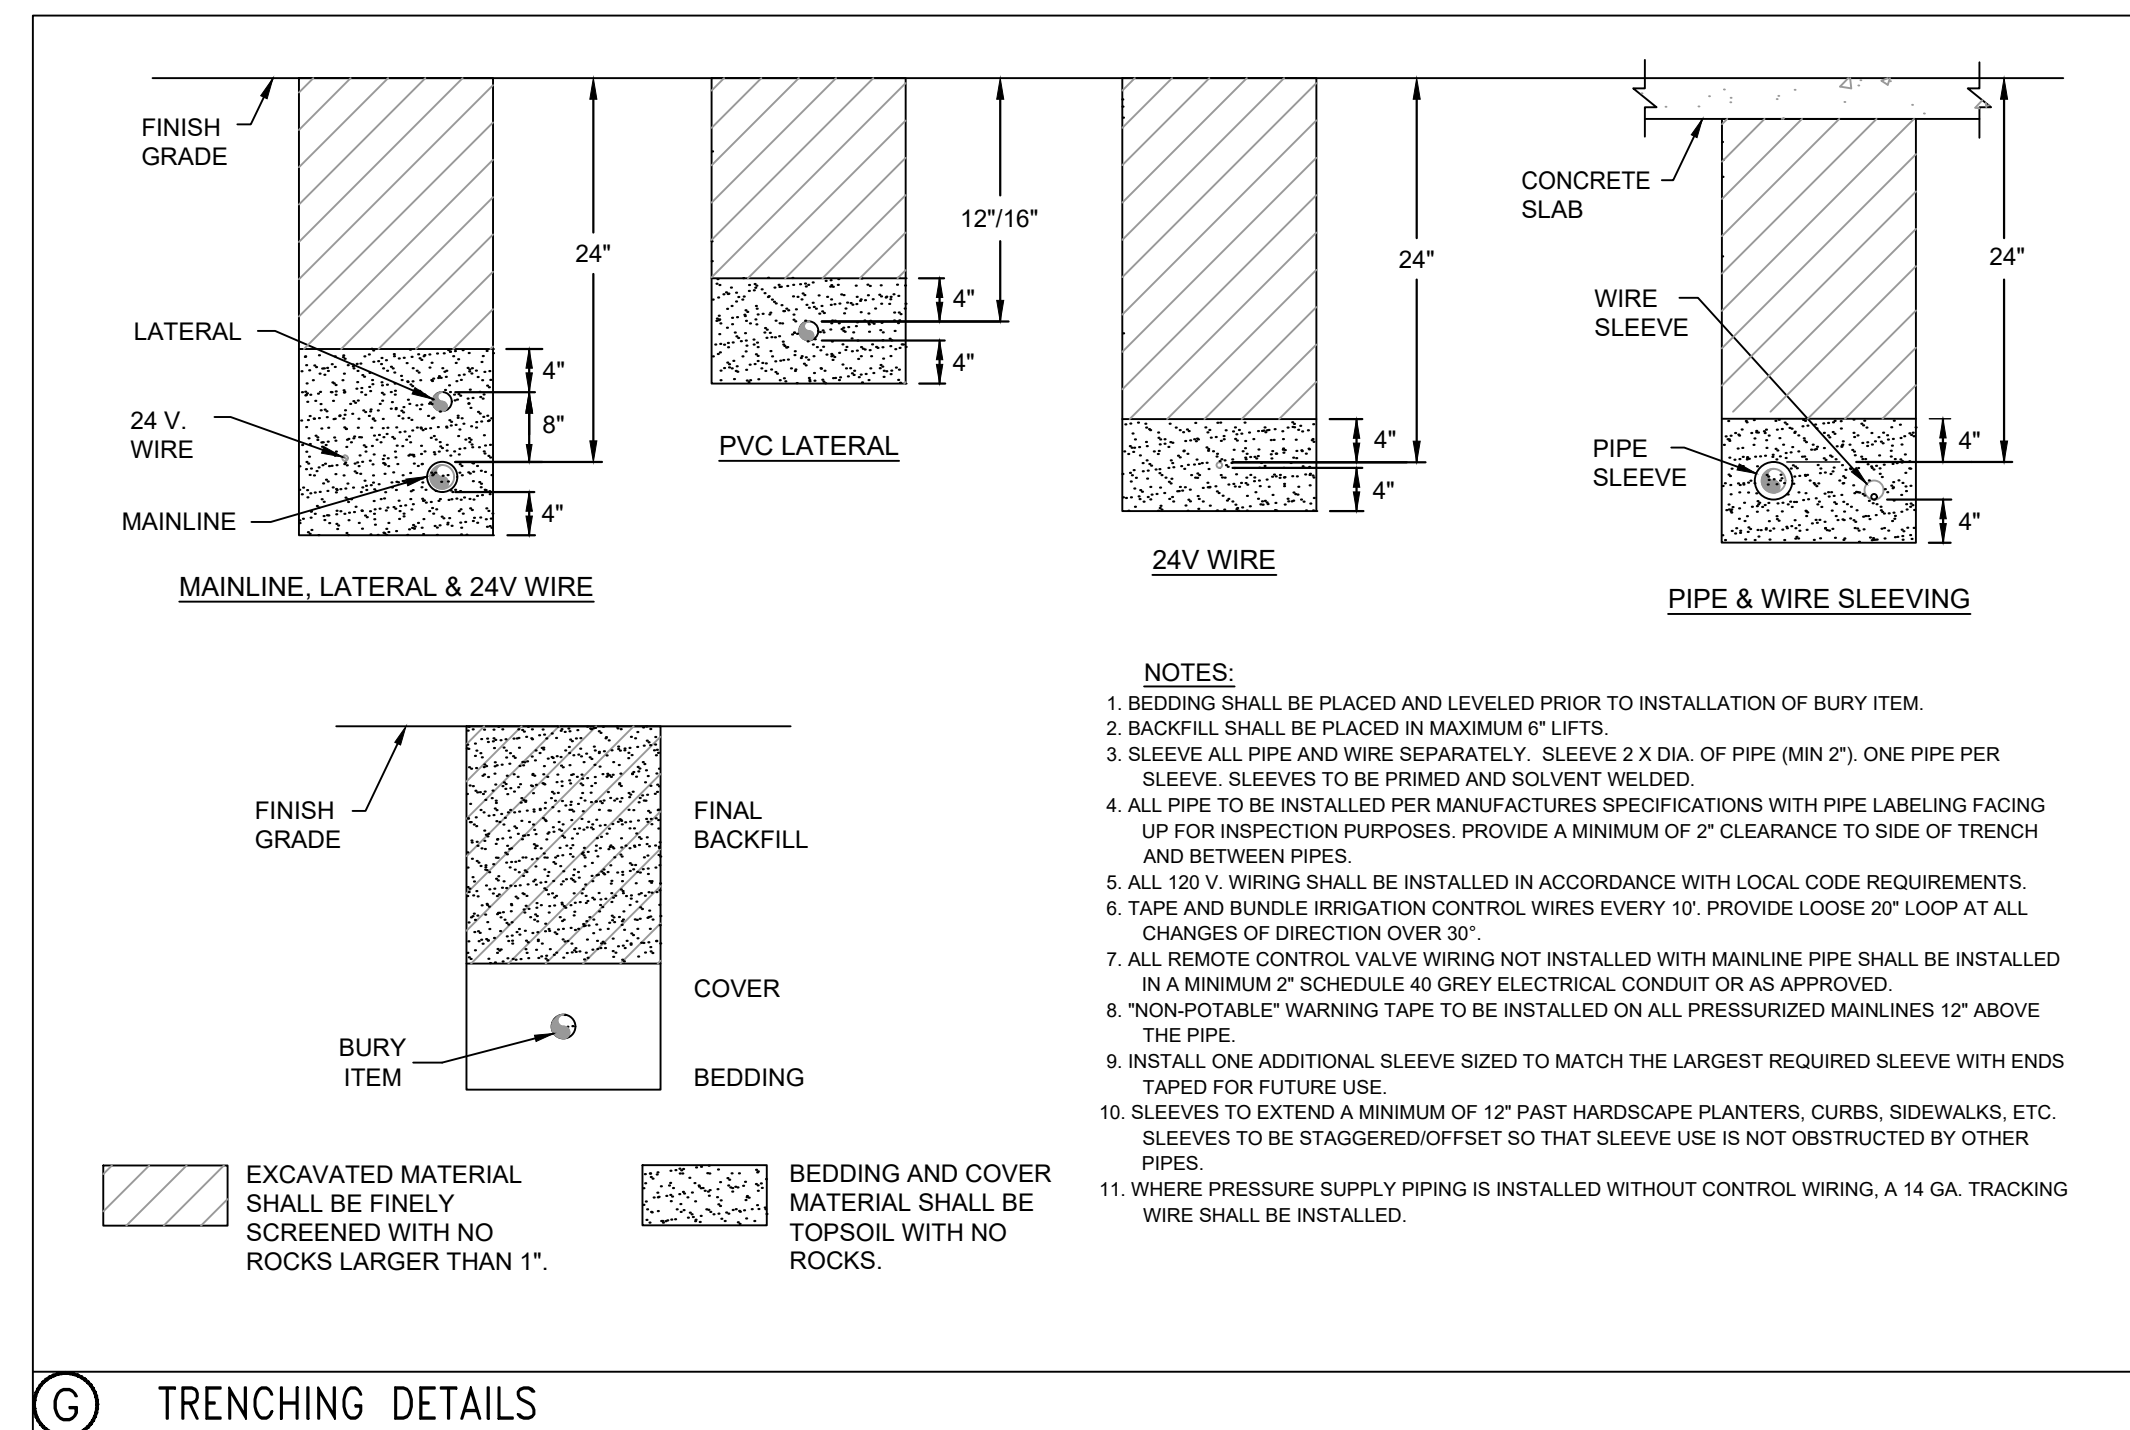 FINISH
GRADE
24"
LATERAL
4"
24 V.
WIRE
8"
MAINLINE
4"
MAINLINE, LATERAL & 24V WIRE
12"/16"
4"
4"
PVC LATERAL
24"
4"
4"
24V WIRE
CONCRETE
SLAB
24"
WIRE
SLEEVE
PIPE
SLEEVE
4"
4"
PIPE & WIRE SLEEVING
FINISH
GRADE
FINAL
BACKFILL
COVER
BURY
ITEM
BEDDING
EXCAVATED MATERIAL
SHALL BE FINELY
SCREENED WITH NO
ROCKS LARGER THAN 1".
BEDDING AND COVER
MATERIAL SHALL BE
TOPSOIL WITH NO
ROCKS.
NOTES:
1. BEDDING SHALL BE PLACED AND LEVELED PRIOR TO INSTALLATION OF BURY ITEM.
2. BACKFILL SHALL BE PLACED IN MAXIMUM 6" LIFTS.
3. SLEEVE ALL PIPE AND WIRE SEPARATELY. SLEEVE 2 X DIA. OF PIPE (MIN 2"). ONE PIPE PER
SLEEVE. SLEEVES TO BE PRIMED AND SOLVENT WELDED.
4. ALL PIPE TO BE INSTALLED PER MANUFACTURES SPECIFICATIONS WITH PIPE LABELING FACING
UP FOR INSPECTION PURPOSES. PROVIDE A MINIMUM OF 2" CLEARANCE TO SIDE OF TRENCH
AND BETWEEN PIPES.
5. ALL 120 V. WIRING SHALL BE INSTALLED IN ACCORDANCE WITH LOCAL CODE REQUIREMENTS.
6. TAPE AND BUNDLE IRRIGATION CONTROL WIRES EVERY 10'. PROVIDE LOOSE 20" LOOP AT ALL
CHANGES OF DIRECTION OVER 30°.
7. ALL REMOTE CONTROL VALVE WIRING NOT INSTALLED WITH MAINLINE PIPE SHALL BE INSTALLED
IN A MINIMUM 2" SCHEDULE 40 GREY ELECTRICAL CONDUIT OR AS APPROVED.
8. "NON-POTABLE" WARNING TAPE TO BE INSTALLED ON ALL PRESSURIZED MAINLINES 12" ABOVE
THE PIPE.
9. INSTALL ONE ADDITIONAL SLEEVE SIZED TO MATCH THE LARGEST REQUIRED SLEEVE WITH ENDS
TAPED FOR FUTURE USE.
10. SLEEVES TO EXTEND A MINIMUM OF 12" PAST HARDSCAPE PLANTERS, CURBS, SIDEWALKS, ETC.
SLEEVES TO BE STAGGERED/OFFSET SO THAT SLEEVE USE IS NOT OBSTRUCTED BY OTHER
PIPES.
11. WHERE PRESSURE SUPPLY PIPING IS INSTALLED WITHOUT CONTROL WIRING, A 14 GA. TRACKING
WIRE SHALL BE INSTALLED.
G TRENCHING DETAILS